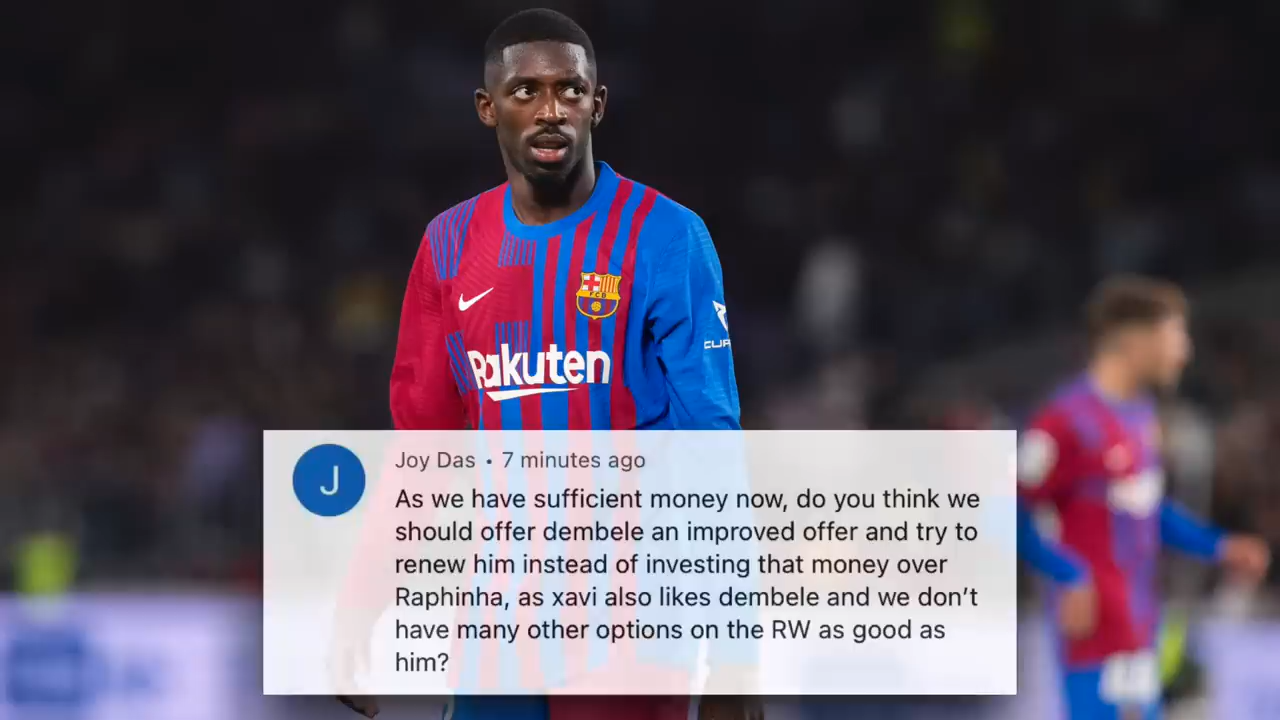 FCB
Rakuten
CUP
J
Joy Das • 7 minutes ago
As we have sufficient money now, do you think we
should offer dembele an improved offer and try to
renew him instead of investing that money over
Raphinha, as xavi also likes dembele and we don’t
have many other options on the RW as good as
him?